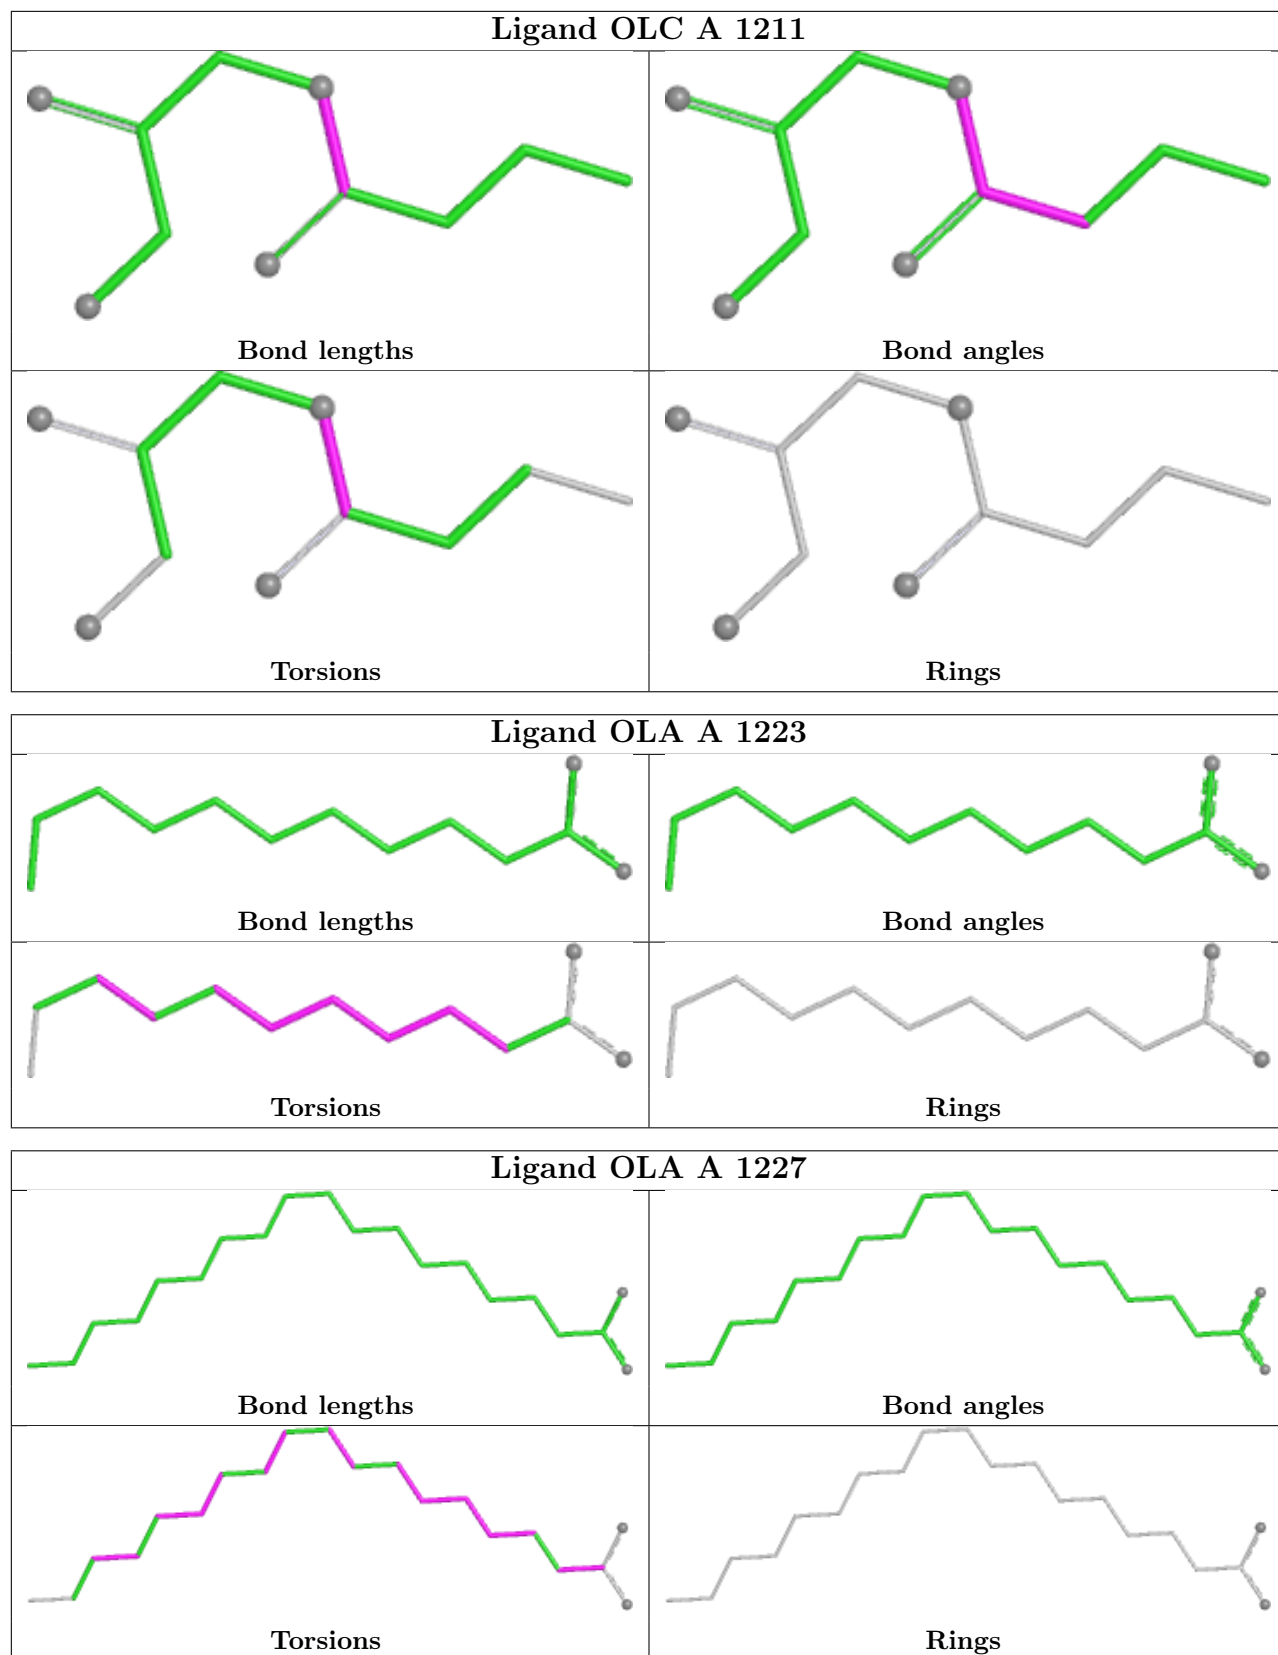 Ligand OLC A 1211
Bond lengths
Bond angles
Torsions
Rings
Ligand OLA A 1223
Bond lengths
Bond angles
Torsions
Rings
Ligand OLA A 1227
Bond lengths
Bond angles
Torsions
Rings